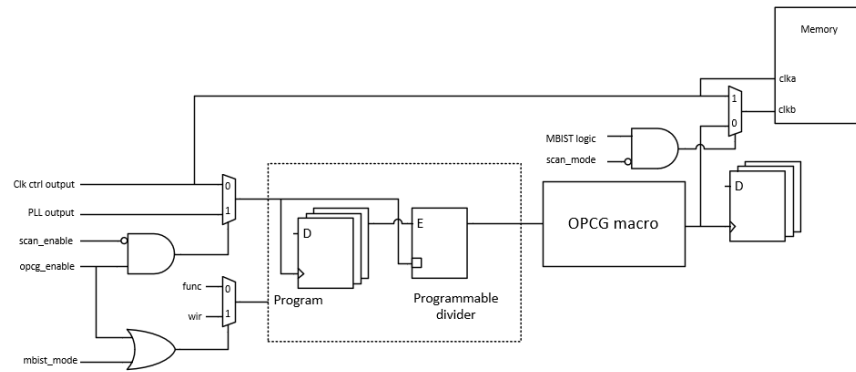 Memory
clka
1
clkb
0
MBIST logic
scan_mode
Clk ctrl output
0
D
PLL output
1
D
E
OPCG macro
scan_enable
opcg_enable
func
0
Program
Programmable
divider
wir
1
mbist_mode